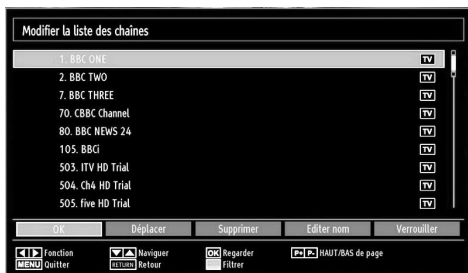 Modifier la liste des chaînes
1. BBC ONE TV
2. BBC TWO TV
7. BBC THREE TV
70. CBBC Channel TV
80. BBC NEWS 24 TV
105. BBCi TV
503. ITV HD Trial TV
504. Ch4 HD Trial TV
505. five HD Trial TV
OK Déplacer Supprimer Editer nom Verrouiller
Fonction Naviguer OK Regarder P+ P- HAUT/BAS de page
MENU Quitter RETURN Retour Filtrer